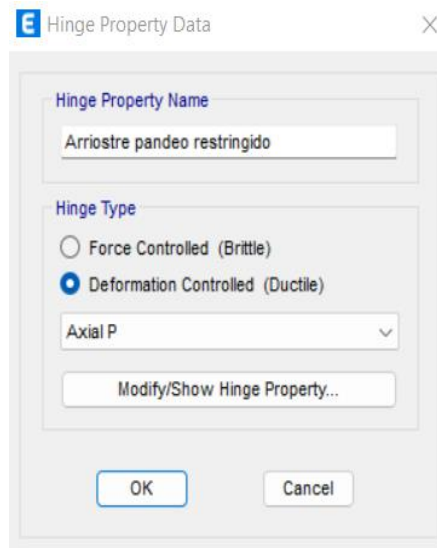 E Hinge Property Data
Hinge Property Name
Arriostre pandeo restringido
Hinge Type
Force Controlled (Brittle)
Deformation Controlled (Ductile)
Axial P
Modify/Show Hinge Property...
OK Cancel